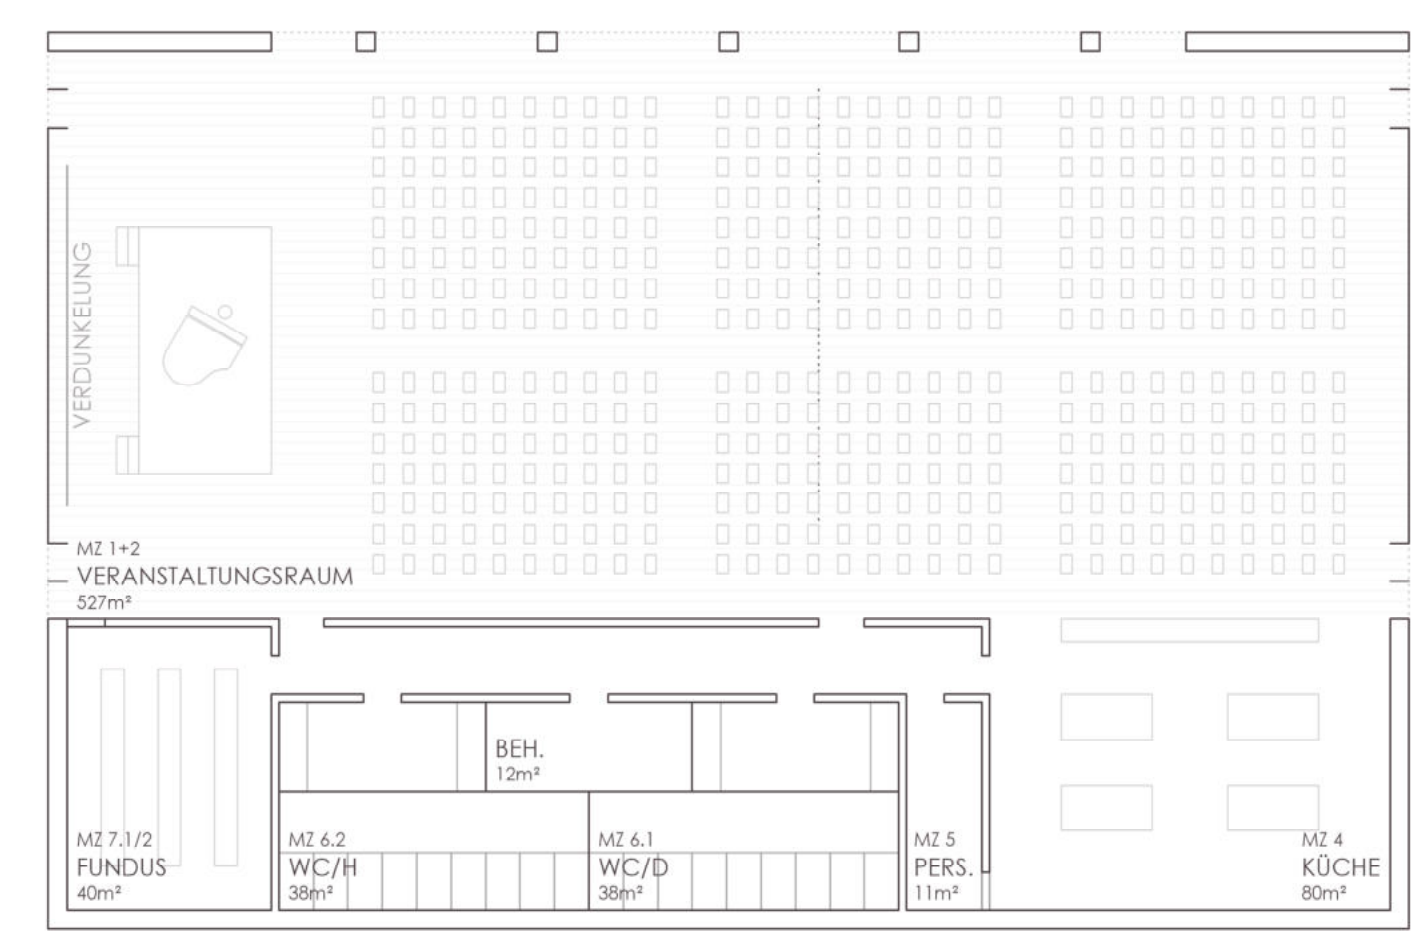 VERDUNKELUNG
MZ 1+2
VERANSTALTUNGSRAUM
527m²
BEH.
12m²
MZ 7.1/2
FUNDUS
40m²
MZ 6.2
WC/H
38m²
MZ 6.1
WC/D
38m²
MZ 5
PERS.
11m²
MZ 4
KÜCHE
80m²